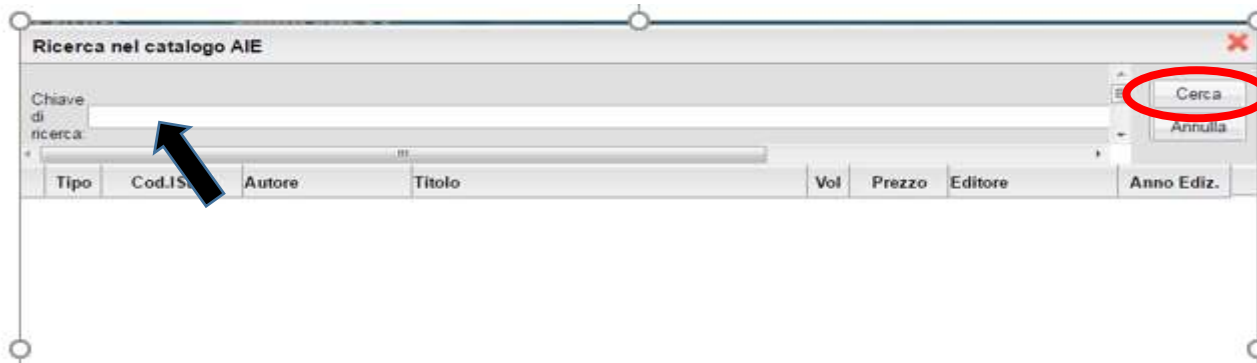 Ricerca nel catalogo AIE
Chiave
di
ricerca:
Cerca
Annulla
Tipo Autore Titolo Vol Prezzo Editore Anno Ediz.